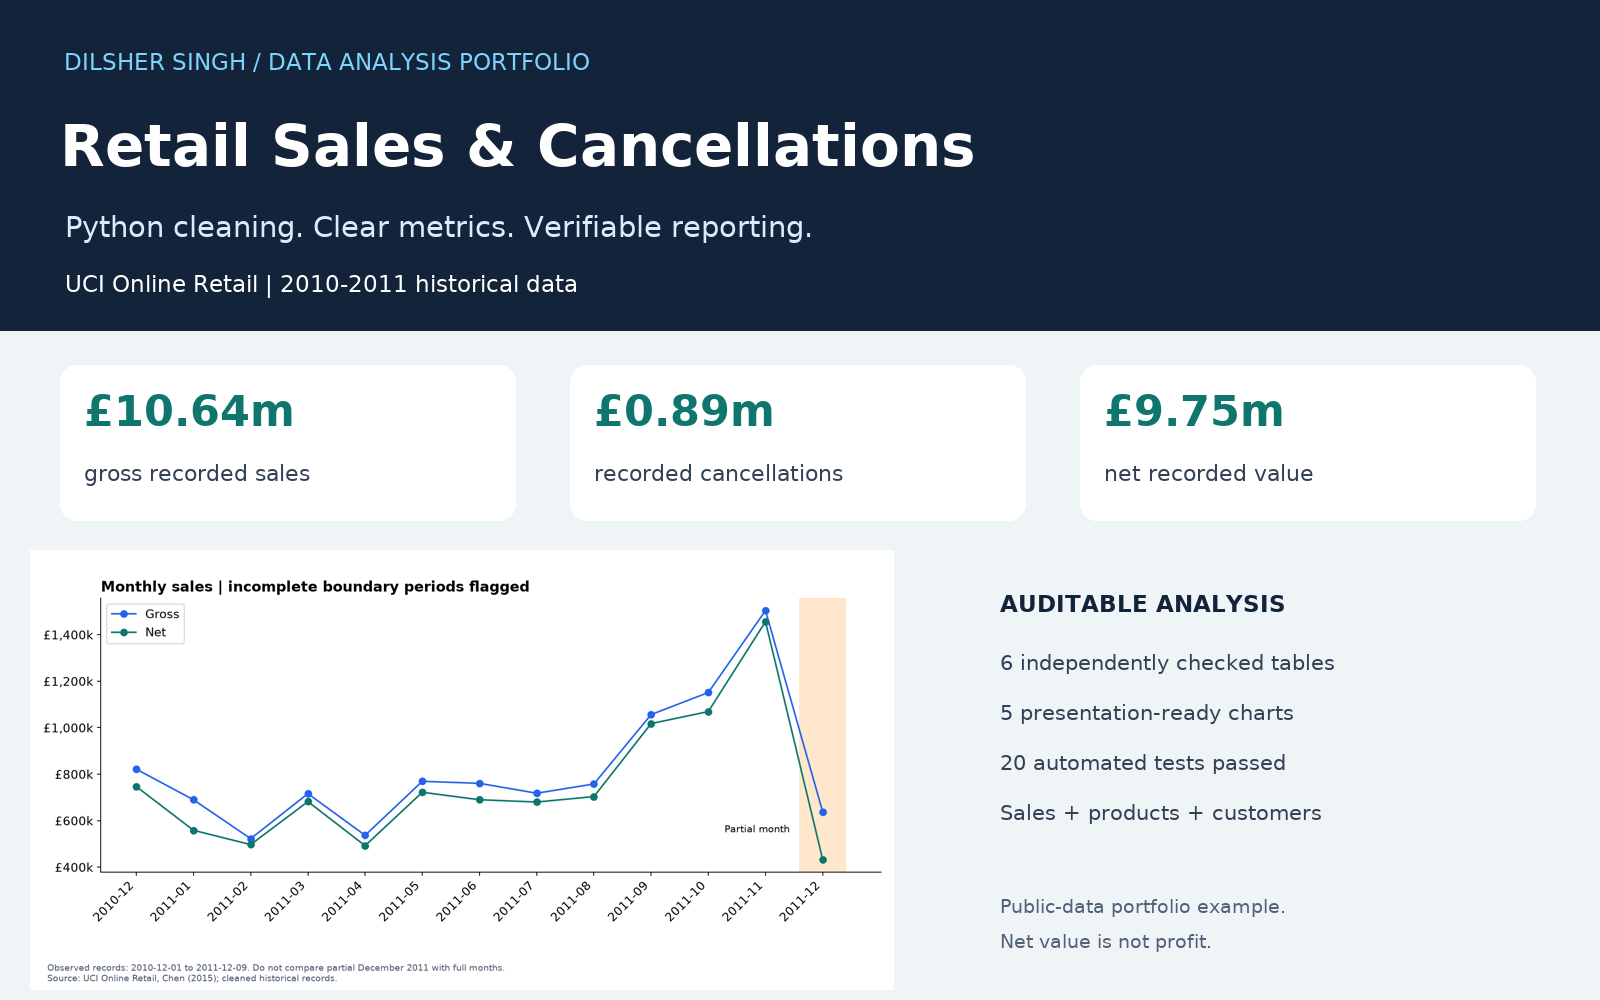 DILSHER SINGH / DATA ANALYSIS PORTFOLIO
Retail Sales & Cancellations
Python cleaning. Clear metrics. Verifiable reporting.
UCI Online Retail | 2010-2011 historical data
£10.64m
gross recorded sales
£0.89m
recorded cancellations
£9.75m
net recorded value
Monthly sales | incomplete boundary periods flagged
Gross
Net
£1,400k
£1,200k
£1,000k
£800k
£600k
£400k
Partial month
2010-12
2011-01
2011-02
2011-03
2011-04
2011-05
2011-06
2011-07
2011-08
2011-09
2011-10
2011-11
2011-12
Observed records: 2010-12-01 to 2011-12-09. Do not compare partial December 2011 with full months.
Source: UCI Online Retail, Chen (2015); cleaned historical records.
AUDITABLE ANALYSIS
6 independently checked tables
5 presentation-ready charts
20 automated tests passed
Sales + products + customers
Public-data portfolio example.
Net value is not profit.